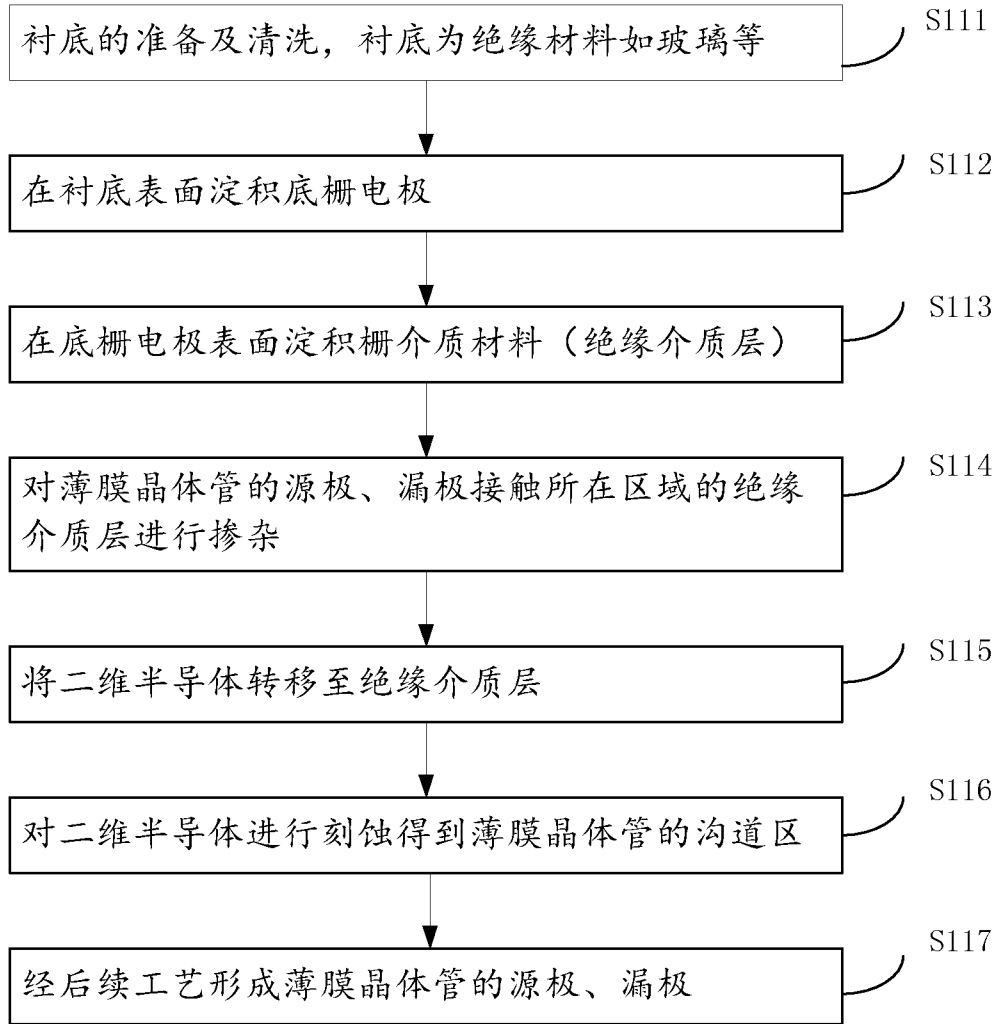 衬底的准备及清洗，衬底为绝缘材料如玻璃等
S111
在衬底表面淀积底栅电极
S112
在底栅电极表面淀积栅介质材料（绝缘介质层）
S113
对薄膜晶体管的源极、漏极接触所在区域的绝缘
介质层进行掺杂
S114
将二维半导体转移至绝缘介质层
S115
对二维半导体进行刻蚀得到薄膜晶体管的沟道区
S116
经后续工艺形成薄膜晶体管的源极、漏极
S117